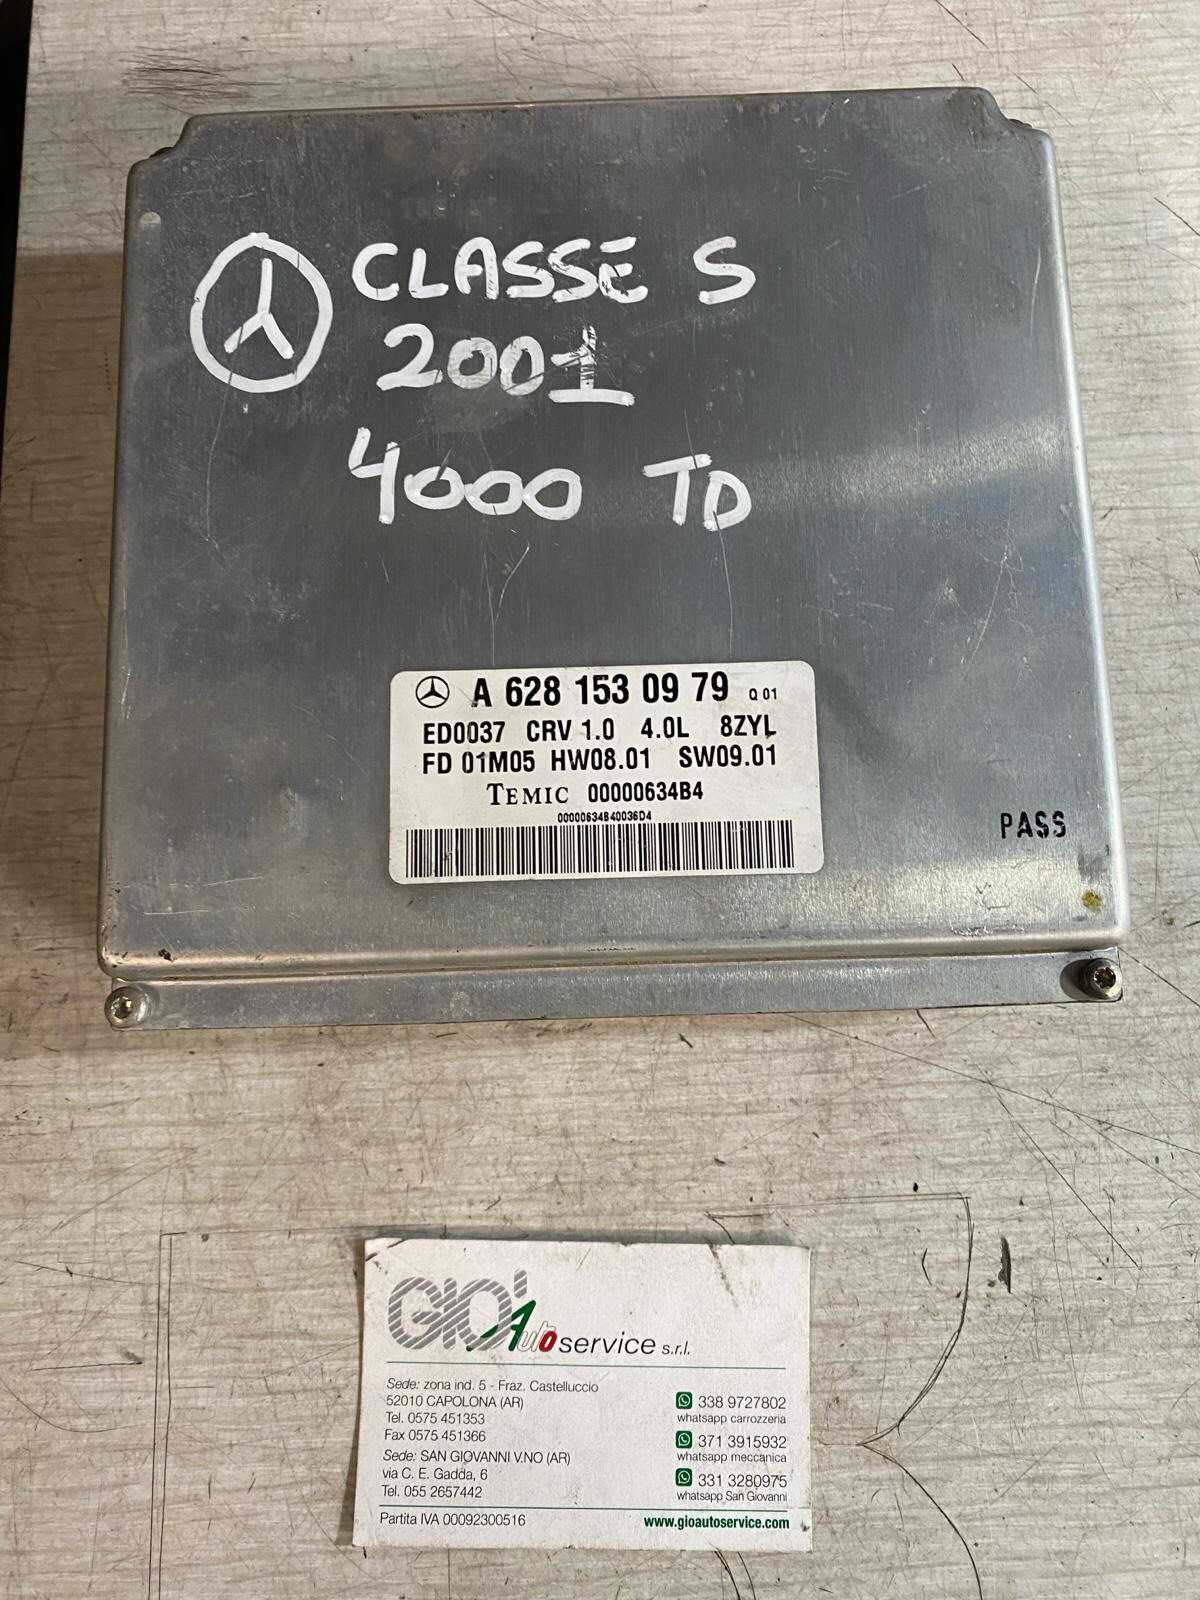 CLASSE S
2001
4000 TD
A 628 153 09 79 Q 01
ED0037 CRV 1.0 4.0L 8ZYL
FD 01M05 HW08.01 SW09.01
TEMIC 00000634B4
00000634B40036D4
PASS
GIO' Auto service s.r.l.
Sede: zona ind. 5 - Fraz. Castelluccio
52010 CAPOLONA (AR)
Tel. 0575 451353
Fax 0575 451366
Sede: SAN GIOVANNI V.NO (AR)
via C. E. Gadda, 6
Tel. 055 2657442
338 9727802
whatsapp carrozzeria
371 3915932
whatsapp meccanica
331 3280975
whatsapp San Giovanni
Partita IVA 00092300516
www.gioautoservice.com